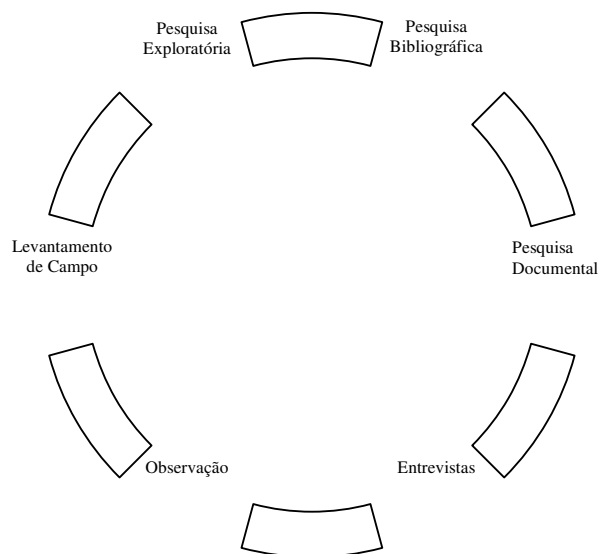 Pesquisa
Exploratória
Pesquisa
Bibliográfica
Levantamento
de Campo
Pesquisa
Documental
Observação
Entrevistas